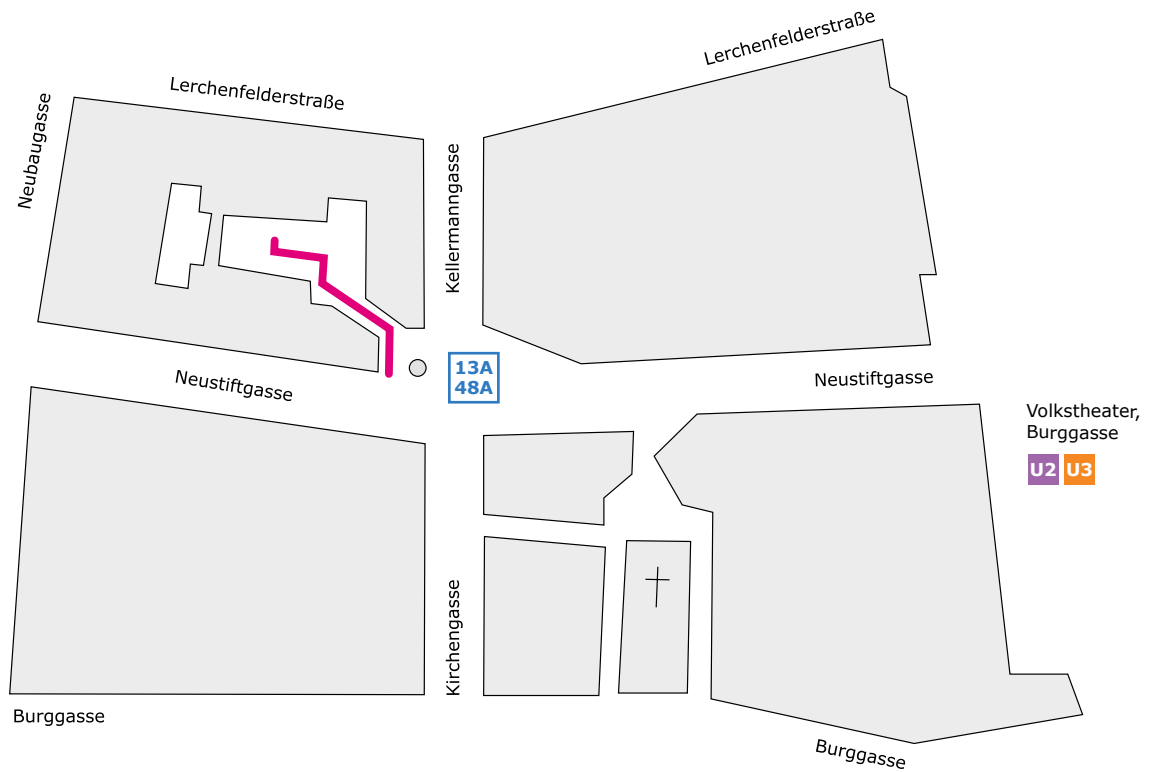 Lerchenfelderstraße
Lerchenfelderstraße
Neubaugasse
Kellermanngasse
13A
48A
Neustiftgasse
Neustiftgasse
Volkstheater,
Burggasse
U2 U3
Kirchengasse
Burggasse
Burggasse